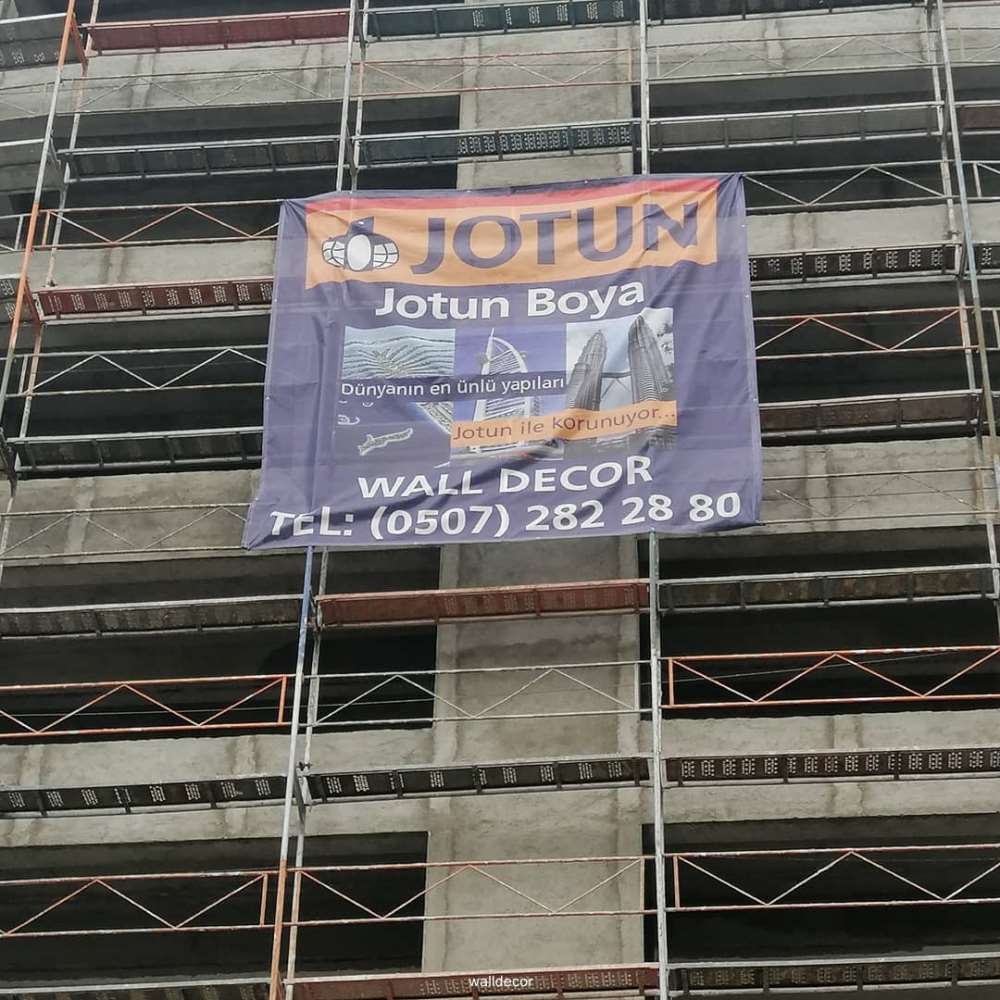 JOTUN
Jotun Boya
Dünyanın en ünlü yapıları
Jotun ile korunuyor...
WALL DECOR
TEL: (0507) 282 28 80
walldecor